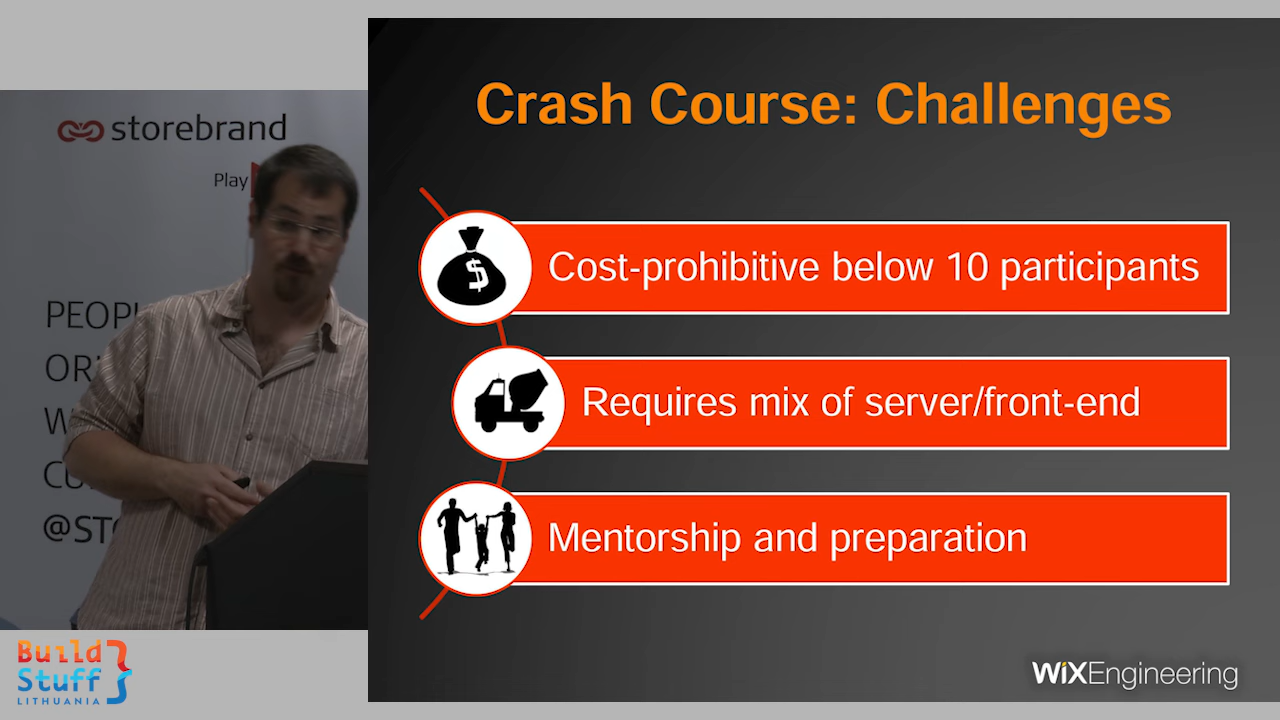 storebrand
Play
PEOPL
OR
W
CU
@STO
Crash Course: Challenges
$
Cost-prohibitive below 10 participants
Requires mix of server/front-end
Mentorship and preparation
WiXEngineering
Build
Stuff
LITHUANIA